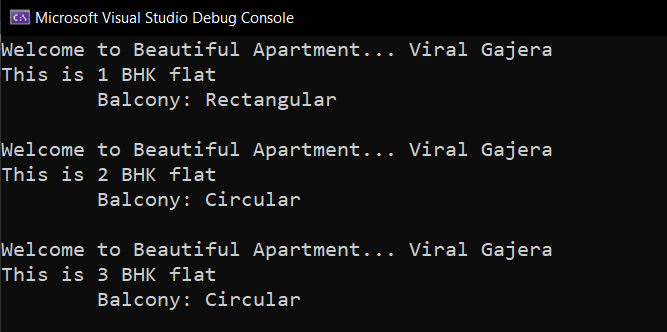 Microsoft Visual Studio Debug Console
Welcome to Beautiful Apartment... Viral Gajera
This is 1 BHK flat
Balcony: Rectangular
Welcome to Beautiful Apartment... Viral Gajera
This is 2 BHK flat
Balcony: Circular
Welcome to Beautiful Apartment... Viral Gajera
This is 3 BHK flat
Balcony: Circular